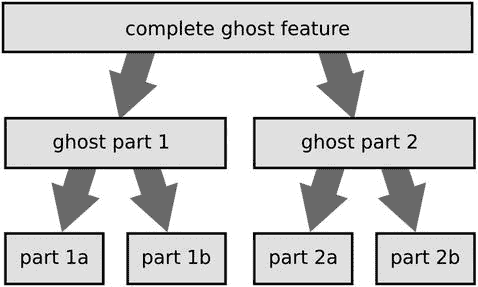 complete ghost feature
ghost part 1
ghost part 2
part 1a
part 1b
part 2a
part 2b